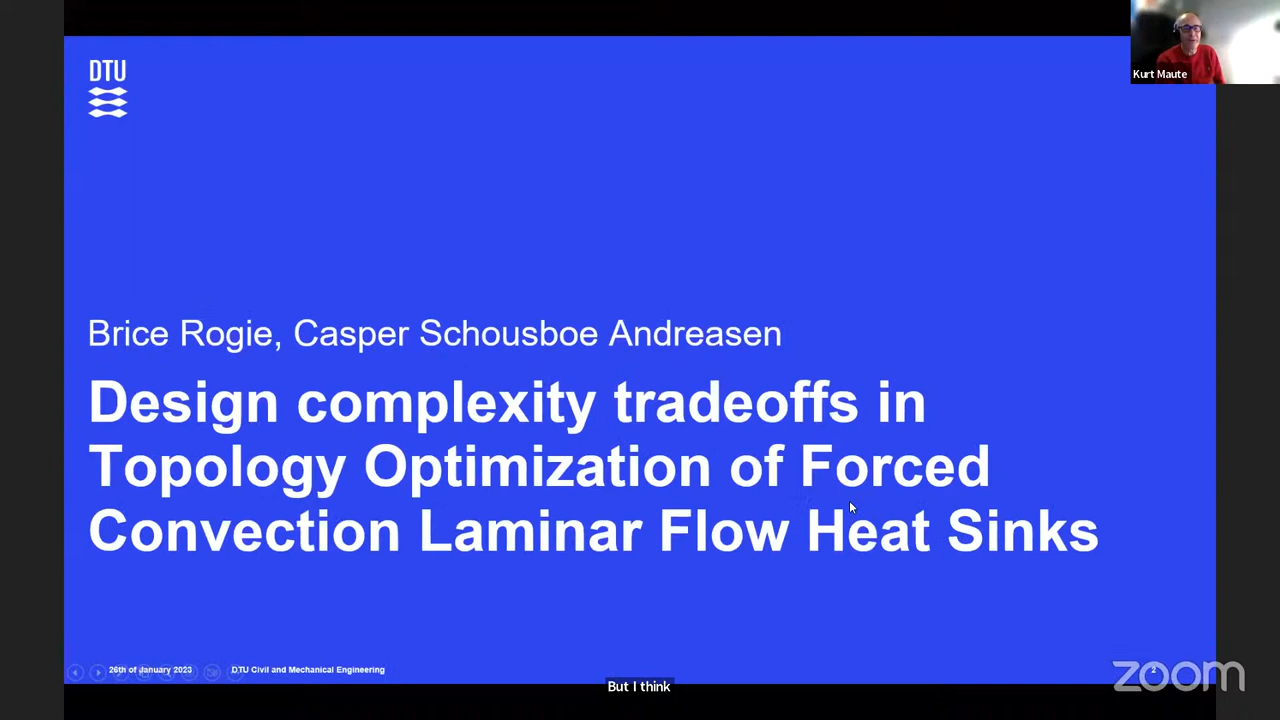 DTU
Kurt Maute
Brice Rogie, Casper Schousboe Andreasen
Design complexity tradeoffs in
Topology Optimization of Forced
Convection Laminar Flow Heat Sinks
26th of January 2023
DTU Civil and Mechanical Engineering
2
But I think
zoom